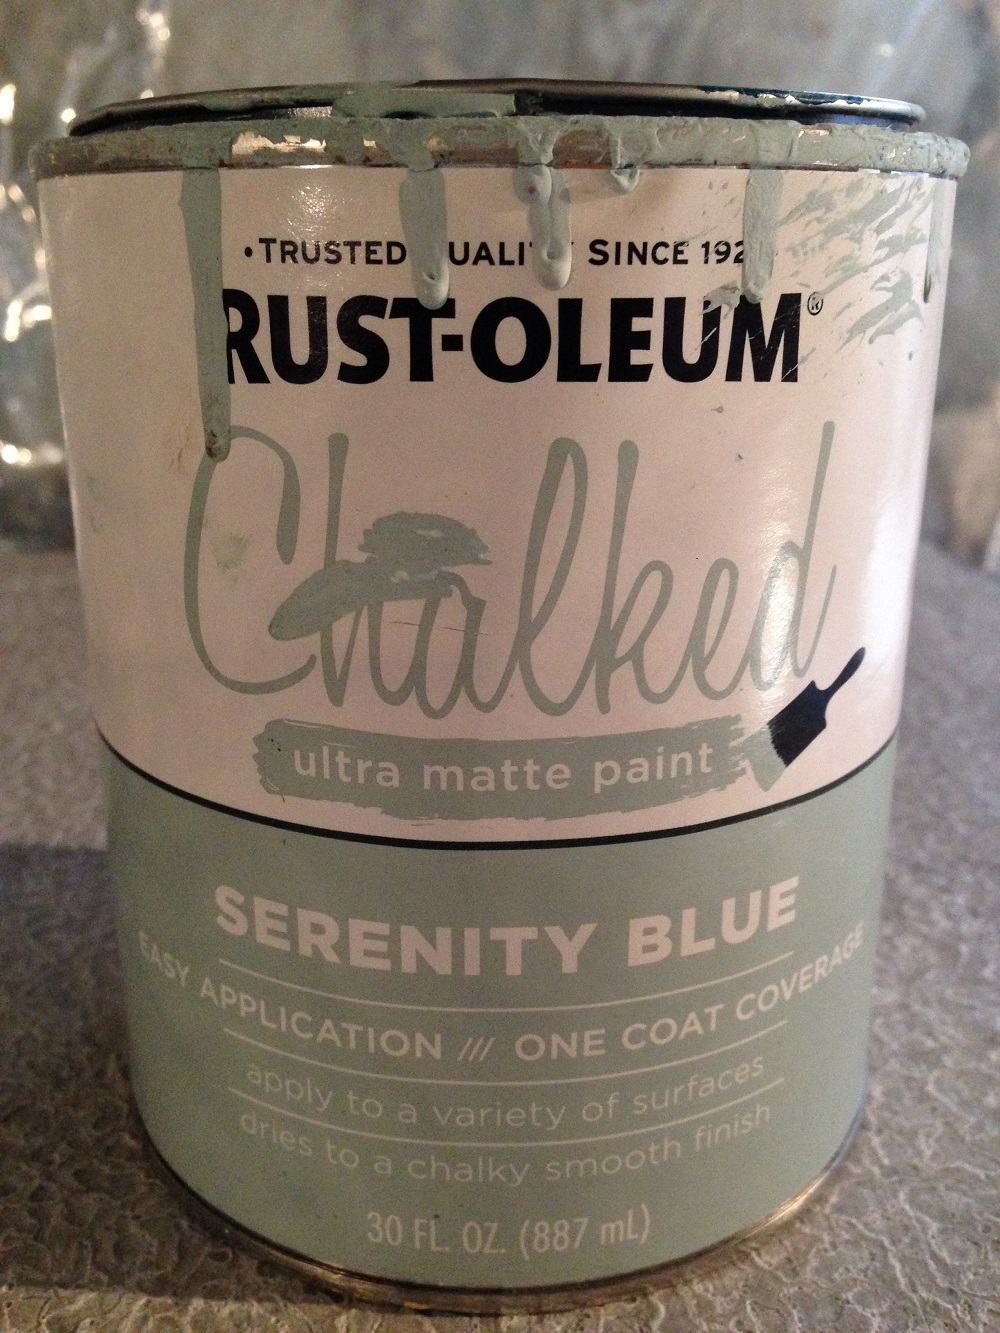 • TRUSTED UALIT SINCE 192
RUST-OLEUM®
Chalked
ultra matte paint
SERENITY BLUE
EASY APPLICATION /// ONE COAT COVERAGE
apply to a variety of surfaces
dries to a chalky smooth finish
30 FL. OZ. (887 mL)